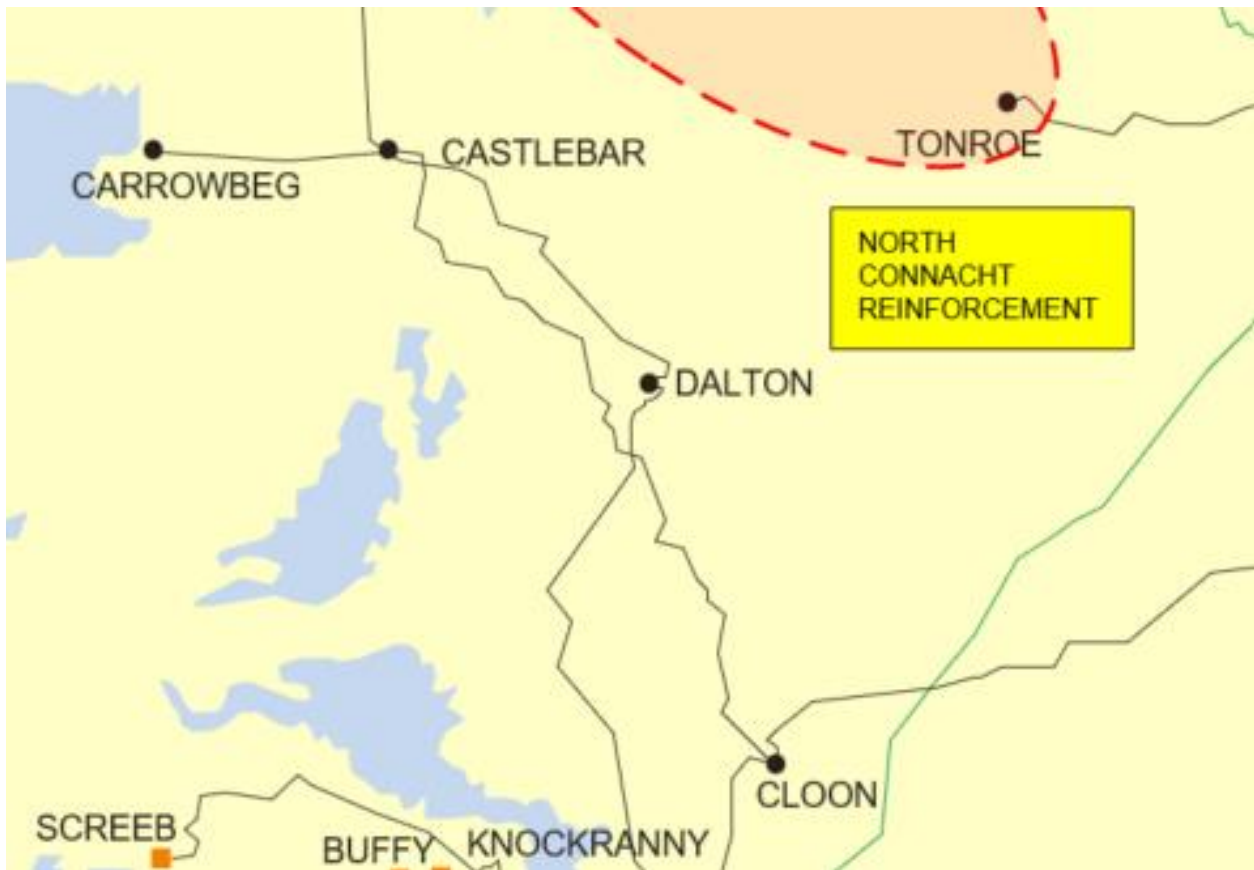 TONROE
CASTLEBAR
CARROWBEG
NORTH
CONNACHT
REINFORCEMENT
DALTON
CLOON
SCREEB
BUFFY
KNOCKRANNY